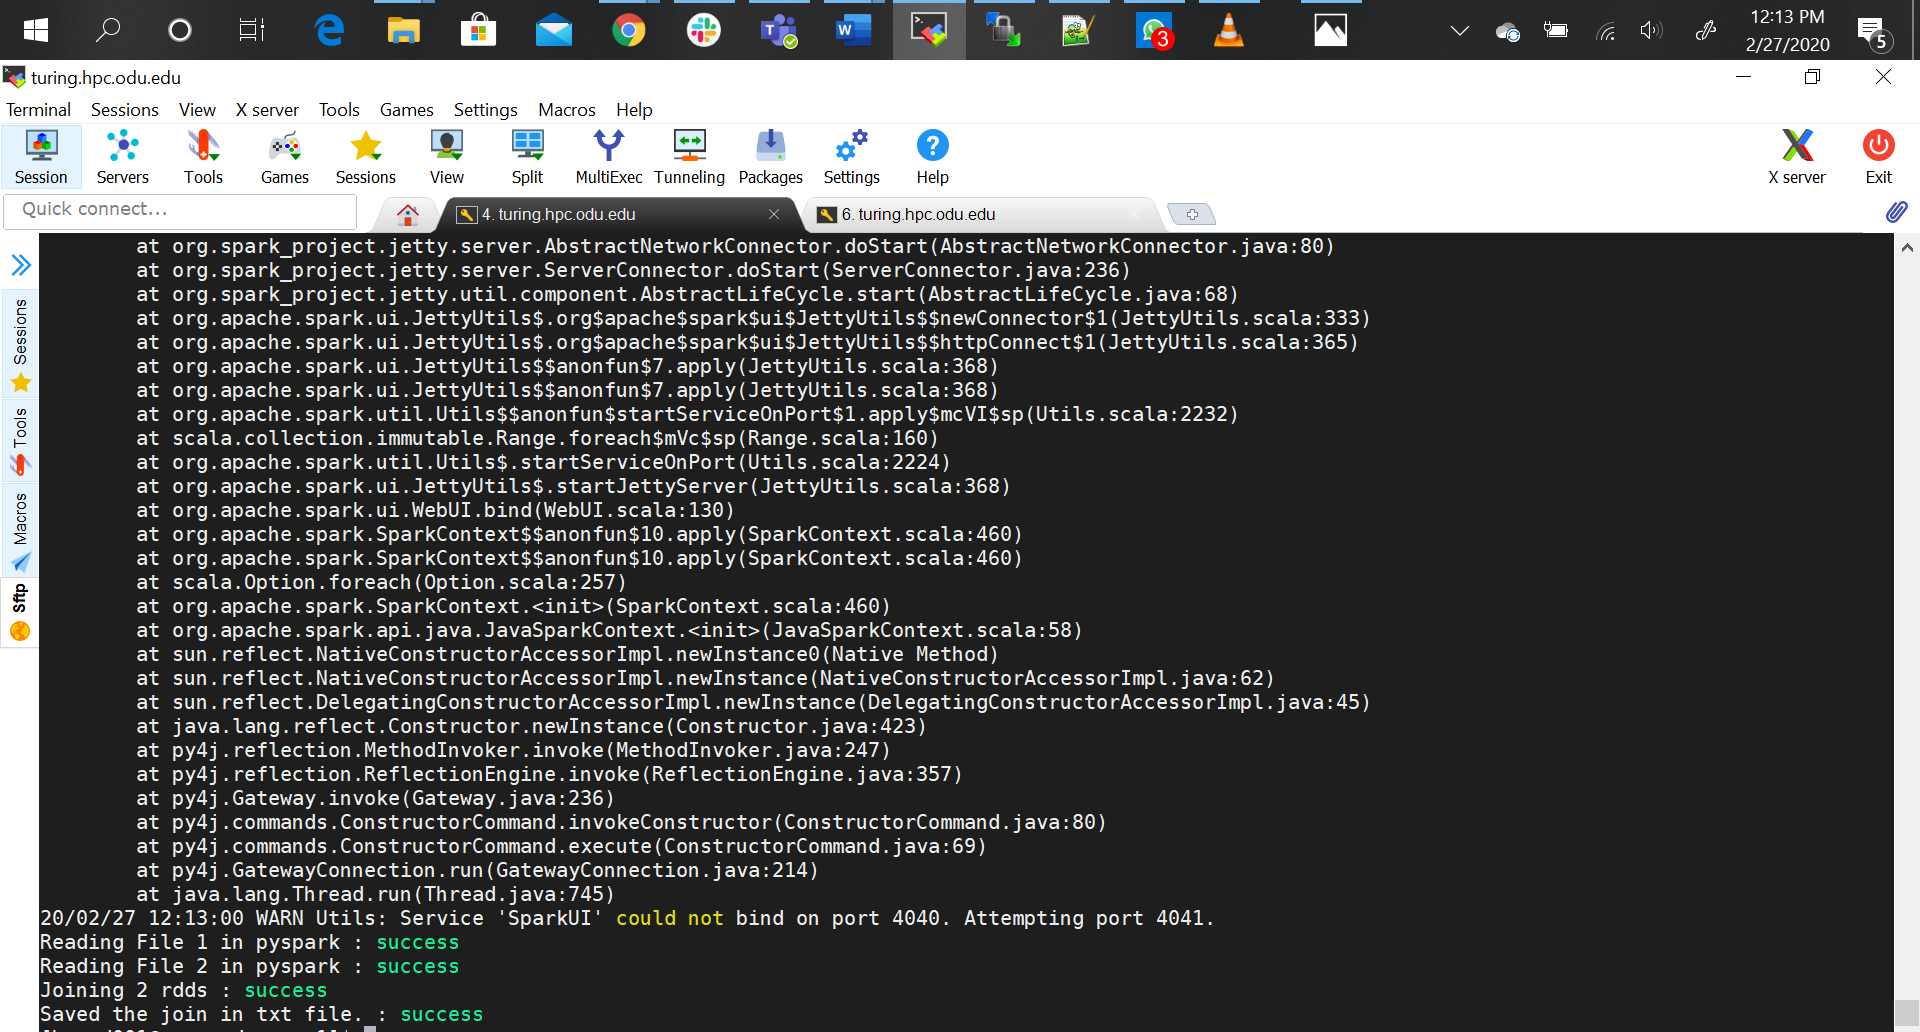 12:13 PM
2/27/2020
3
5
turing.hpc.odu.edu
Terminal Sessions View X server Tools Games Settings Macros Help
Session Servers Tools Games Sessions View Split MultiExec Tunneling Packages Settings Help X server Exit
Quick connect...
4. turing.hpc.odu.edu
6. turing.hpc.odu.edu
Sessions
Tools
Macros
Sftp
at org.spark_project.jetty.server.AbstractNetworkConnector.doStart(AbstractNetworkConnector.java:80)
at org.spark_project.jetty.server.ServerConnector.doStart(ServerConnector.java:236)
at org.spark_project.jetty.util.component.AbstractLifeCycle.start(AbstractLifeCycle.java:68)
at org.apache.spark.ui.JettyUtils$.org$apache$spark$ui$JettyUtils$$newConnector$1(JettyUtils.scala:333)
at org.apache.spark.ui.JettyUtils$.org$apache$spark$ui$JettyUtils$$httpConnect$1(JettyUtils.scala:365)
at org.apache.spark.ui.JettyUtils$$anonfun$7.apply(JettyUtils.scala:368)
at org.apache.spark.ui.JettyUtils$$anonfun$7.apply(JettyUtils.scala:368)
at org.apache.spark.util.Utils$$anonfun$startServiceOnPort$1.apply$mcVI$sp(Utils.scala:2232)
at scala.collection.immutable.Range.foreach$mVc$sp(Range.scala:160)
at org.apache.spark.util.Utils$.startServiceOnPort(Utils.scala:2224)
at org.apache.spark.ui.JettyUtils$.startJettyServer(JettyUtils.scala:368)
at org.apache.spark.ui.WebUI.bind(WebUI.scala:130)
at org.apache.spark.SparkContext$$anonfun$10.apply(SparkContext.scala:460)
at org.apache.spark.SparkContext$$anonfun$10.apply(SparkContext.scala:460)
at scala.Option.foreach(Option.scala:257)
at org.apache.spark.SparkContext.<init>(SparkContext.scala:460)
at org.apache.spark.api.java.JavaSparkContext.<init>(JavaSparkContext.scala:58)
at sun.reflect.NativeConstructorAccessorImpl.newInstance0(Native Method)
at sun.reflect.NativeConstructorAccessorImpl.newInstance(NativeConstructorAccessorImpl.java:62)
at sun.reflect.DelegatingConstructorAccessorImpl.newInstance(DelegatingConstructorAccessorImpl.java:45)
at java.lang.reflect.Constructor.newInstance(Constructor.java:423)
at py4j.reflection.MethodInvoker.invoke(MethodInvoker.java:247)
at py4j.reflection.ReflectionEngine.invoke(ReflectionEngine.java:357)
at py4j.Gateway.invoke(Gateway.java:236)
at py4j.commands.ConstructorCommand.invokeConstructor(ConstructorCommand.java:80)
at py4j.commands.ConstructorCommand.execute(ConstructorCommand.java:69)
at py4j.GatewayConnection.run(GatewayConnection.java:214)
at java.lang.Thread.run(Thread.java:745)
20/02/27 12:13:00 WARN Utils: Service 'SparkUI' could not bind on port 4040. Attempting port 4041.
Reading File 1 in pyspark : success
Reading File 2 in pyspark : success
Joining 2 rdds : success
Saved the join in txt file. : success